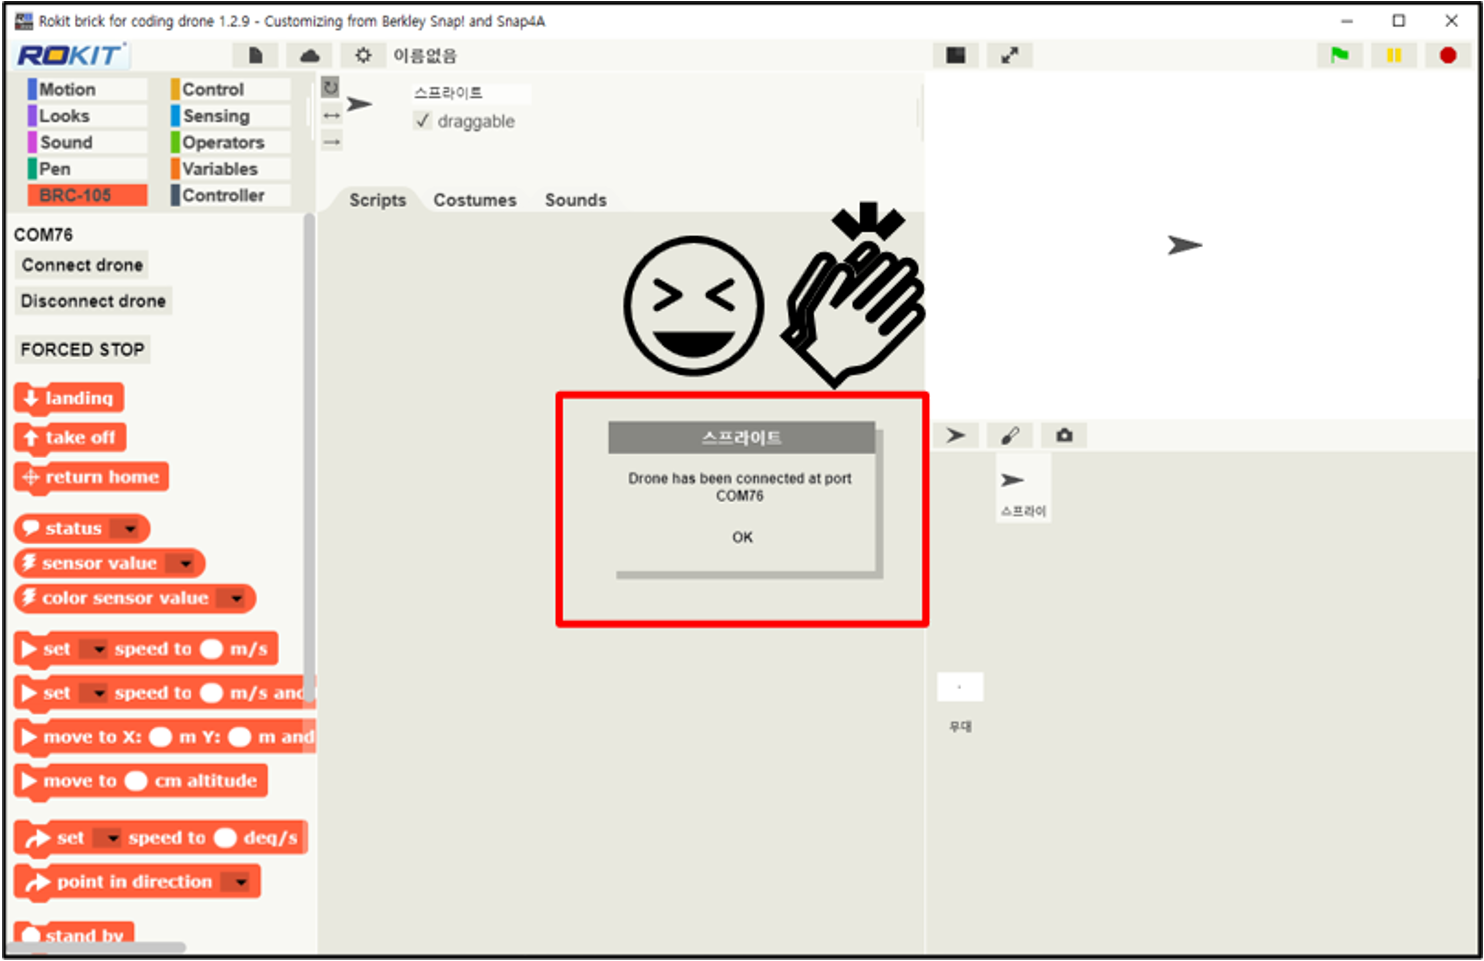 Rokit brick for coding drone 1.2.9 - Customizing from Berkley Snap! and Snap4A
ROKIT
이름없음
Motion
Control
Looks
Sensing
Sound
Operators
Pen
Variables
BRC-105
Controller
스프라이트
draggable
Scripts
Costumes
Sounds
COM76
Connect drone
Disconnect drone
FORCED STOP
landing
take off
return home
status
sensor value
color sensor value
set speed to m/s
set speed to m/s and
move to X: m Y: m and
move to cm altitude
set speed to deg/s
point in direction
stand by
스프라이트
Drone has been connected at port
COM76
OK
스프라이
무대